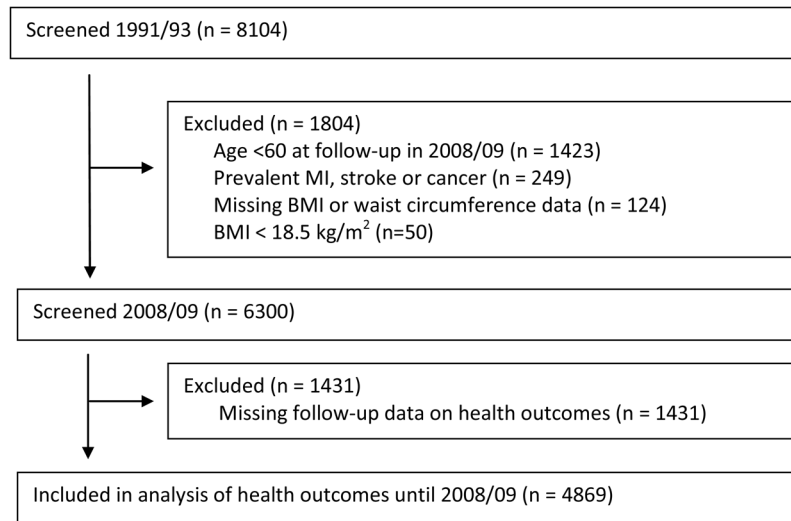 Screened 1991/93 (n = 8104)
Excluded (n = 1804)
Age <60 at follow-up in 2008/09 (n = 1423)
Prevalent MI, stroke or cancer (n = 249)
Missing BMI or waist circumference data (n = 124)
BMI < 18.5 kg/m² (n=50)
Screened 2008/09 (n = 6300)
Excluded (n = 1431)
Missing follow-up data on health outcomes (n = 1431)
Included in analysis of health outcomes until 2008/09 (n = 4869)